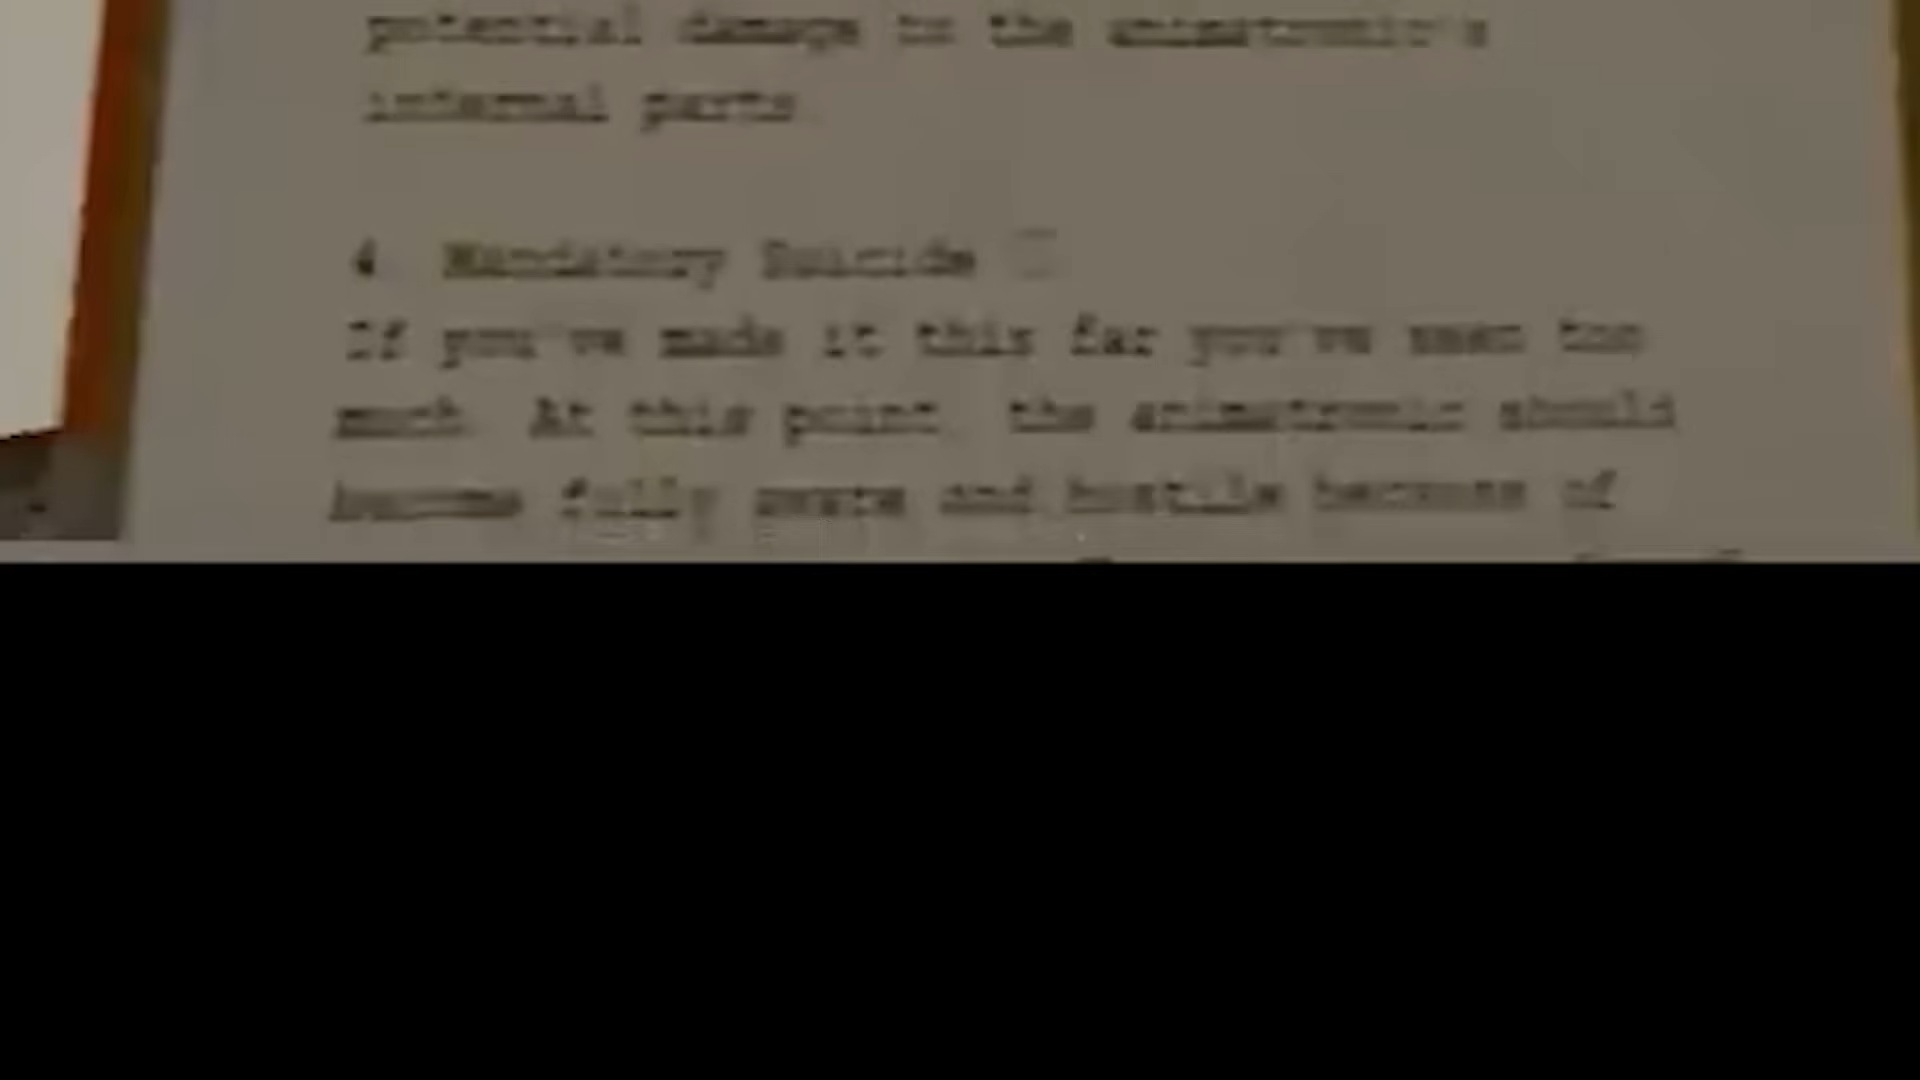 potential damage to the animatronic's
internal parts.
4. Mandatory Suicide
If you've made it this far you've seen too
much. At this point, the animatronic should
become fully aware and hostile because of